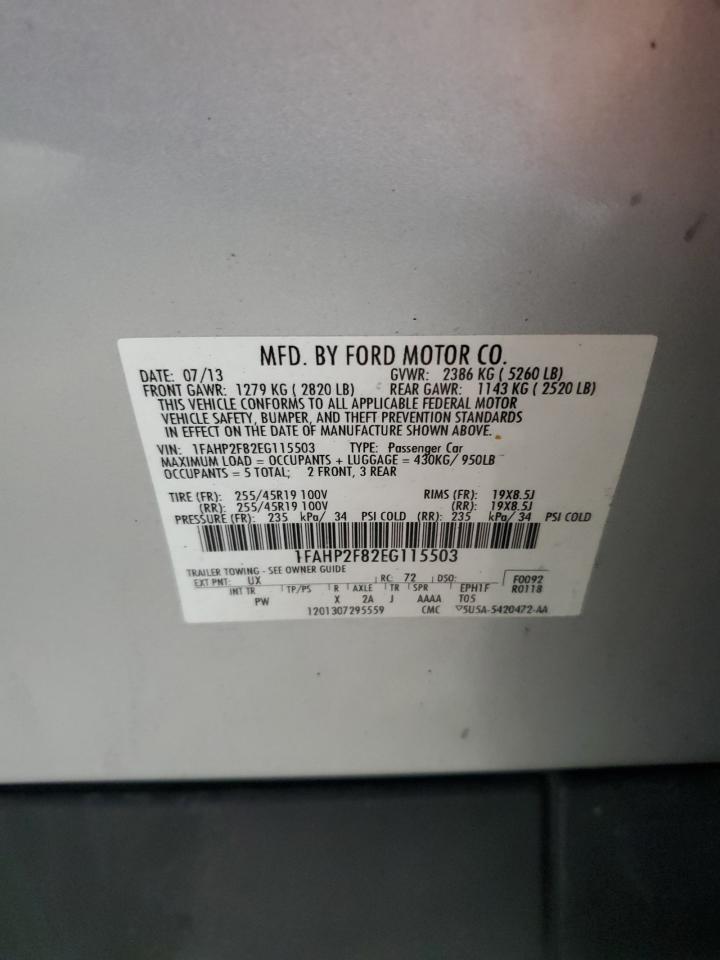 MFD. BY FORD MOTOR CO.
DATE: 07/13 GVWR: 2386 KG ( 5260 LB)
FRONT GAWR: 1279 KG ( 2820 LB) REAR GAWR: 1143 KG ( 2520 LB)
THIS VEHICLE CONFORMS TO ALL APPLICABLE FEDERAL MOTOR
VEHICLE SAFETY, BUMPER, AND THEFT PREVENTION STANDARDS
IN EFFECT ON THE DATE OF MANUFACTURE SHOWN ABOVE.
VIN: 1FAHP2F82EG115503 TYPE: Passenger Car
MAXIMUM LOAD = OCCUPANTS + LUGGAGE = 430KG/ 950LB
OCCUPANTS = 5 TOTAL; 2 FRONT, 3 REAR
TIRE (FR): 255/45R19 100V RIMS (FR): 19X8.5J
(RR): 255/45R19 100V (RR): 19X8.5J
PRESSURE (FR): 235 kPa/ 34 PSI COLD (RR): 235 kPa/ 34 PSI COLD
1FAHP2F82EG115503
TRAILER TOWING - SEE OWNER GUIDE
EXT PNT: UX RC: 72 DSO: F0092
INT TR TP/PS R AXLE TR SPR EPH1F R0118
PW X 2A J AAAA T05
1201307295559 CMC ▽5U5A-5420472-AA